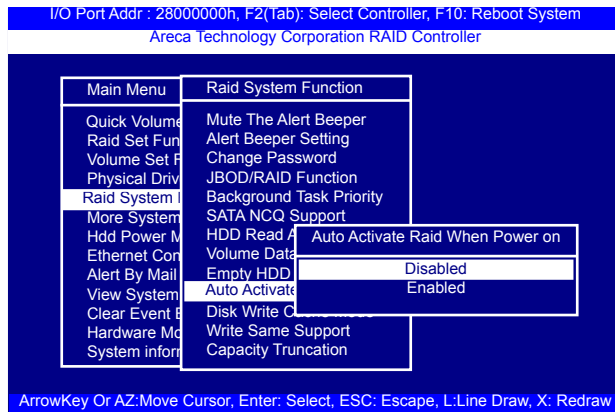 I/O Port Addr : 28000000h, F2(Tab): Select Controller, F10: Reboot System
Areca Technology Corporation RAID Controller
Main Menu
Quick Volume
Raid Set Fun
Volume Set F
Physical Driv
Raid System
More System
Hdd Power M
Ethernet Con
Alert By Mail
View System
Clear Event
Hardware Mo
System infor
Raid System Function
Mute The Alert Beeper
Alert Beeper Setting
Change Password
JBOD/RAID Function
Background Task Priority
SATA NCQ Support
HDD Read A
Volume Data
Empty HDD
Auto Activate
Disk Write Cache Mode
Write Same Support
Capacity Truncation
Auto Activate Raid When Power on
Disabled
Enabled
ArrowKey Or AZ:Move Cursor, Enter: Select, ESC: Escape, L:Line Draw, X: Redraw